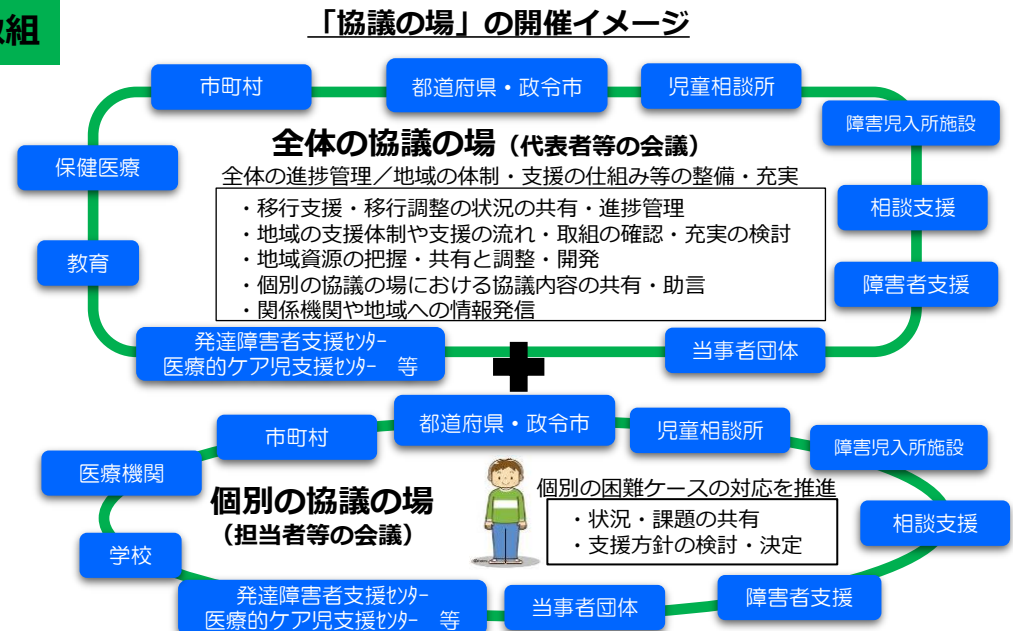 組
「協議の場」の開催イメージ
市町村
都道府県・政令市
児童相談所
障害児入所施設
保健医療
全体の協議の場（代表者等の会議）
全体の進捗管理／地域の体制・支援の仕組み等の整備・充実
相談支援
・移行支援・移行調整の状況の共有・進捗管理
・地域の支援体制や支援の流れ・取組の確認・充実の検討
・地域資源の把握・共有と調整・開発
・個別の協議の場における協議内容の共有・助言
・関係機関や地域への情報発信
教育
障害者支援
発達障害者支援ｾﾝﾀｰ
医療的ケア児支援ｾﾝﾀｰ　等
当事者団体
市町村
都道府県・政令市
児童相談所
障害児入所施設
医療機関
個別の協議の場
（担当者等の会議）
個別の困難ケースの対応を推進
・状況・課題の共有
・支援方針の検討・決定
相談支援
学校
発達障害者支援ｾﾝﾀｰ
医療的ケア児支援ｾﾝﾀｰ　等
当事者団体
障害者支援